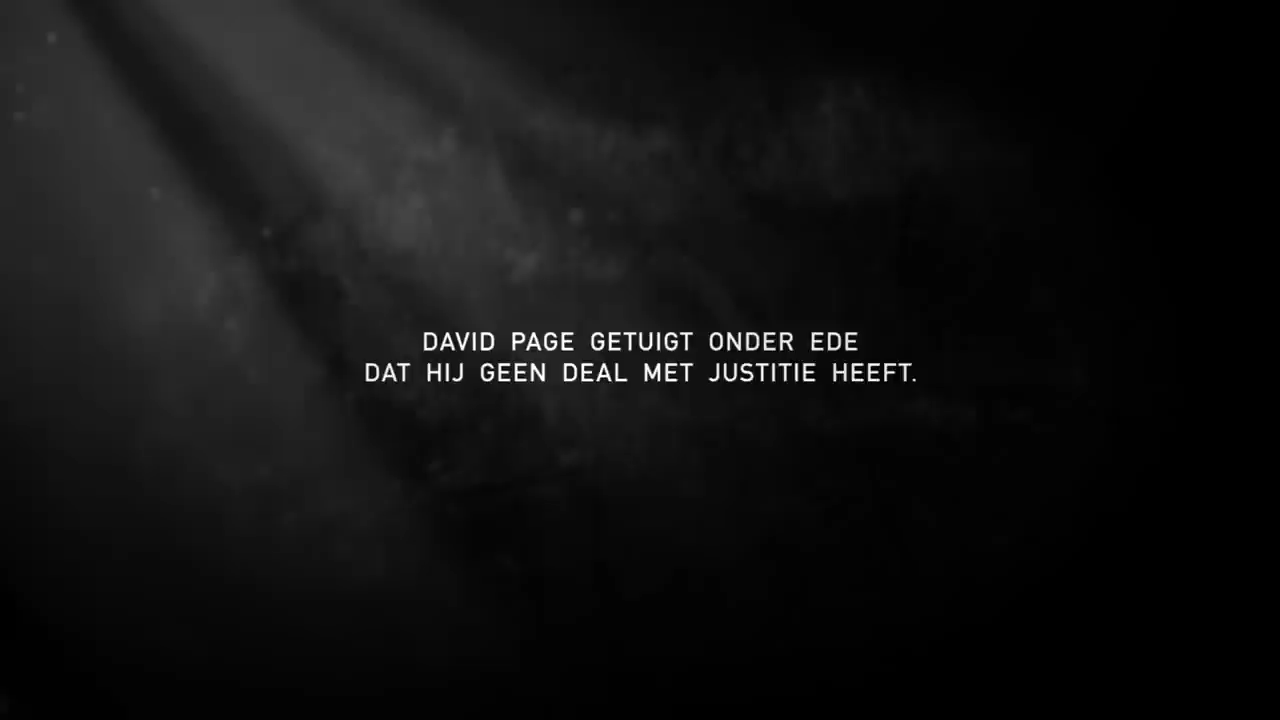 DAVID PAGE GETUIGT ONDER EDE
DAT HIJ GEEN DEAL MET JUSTITIE HEEFT.